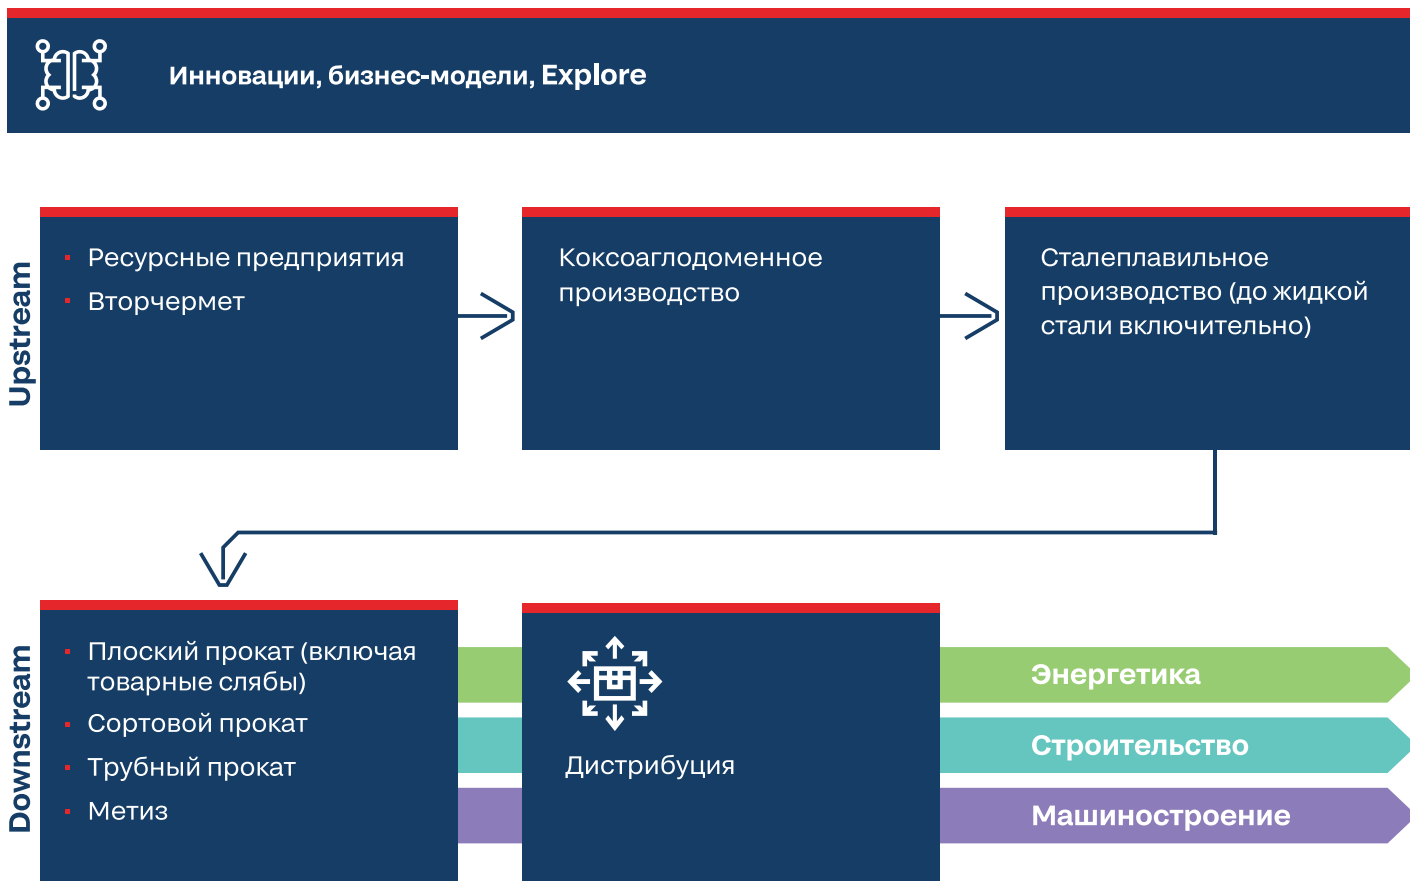 Инновации, бизнес-модели, Explore
Upstream
Ресурсные предприятия
Вторчермет
Коксоаглодоменное
производство
Сталеплавильное
производство (до жидкой
стали включительно)
Downstream
Плоский прокат (включая
товарные слябы)
Сортовой прокат
Трубный прокат
Метиз
Дистрибуция
Энергетика
Строительство
Машиностроение